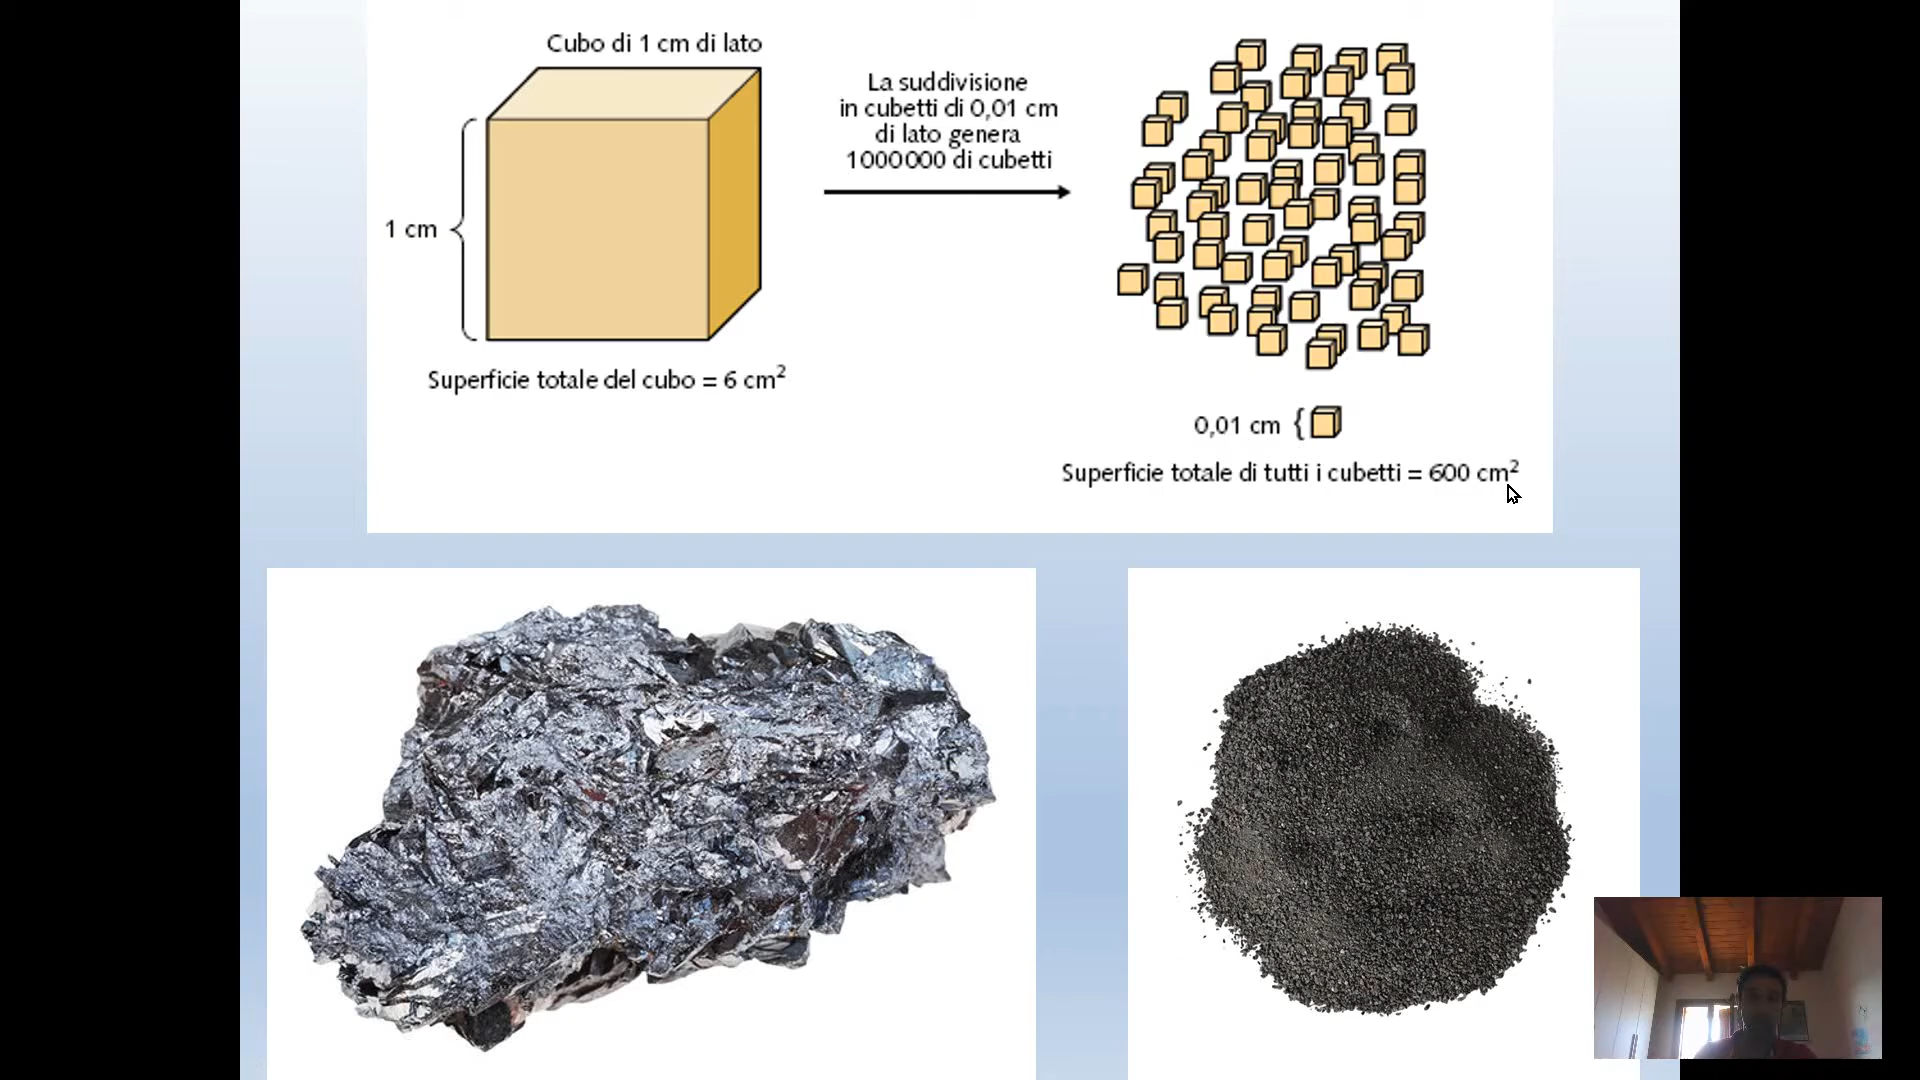 Cubo di 1 cm di lato
La suddivisione
in cubetti di 0,01 cm
di lato genera
1000000 di cubetti
1 cm
Superficie totale del cubo = 6 cm²
0,01 cm
Superficie totale di tutti i cubetti = 600 cm²